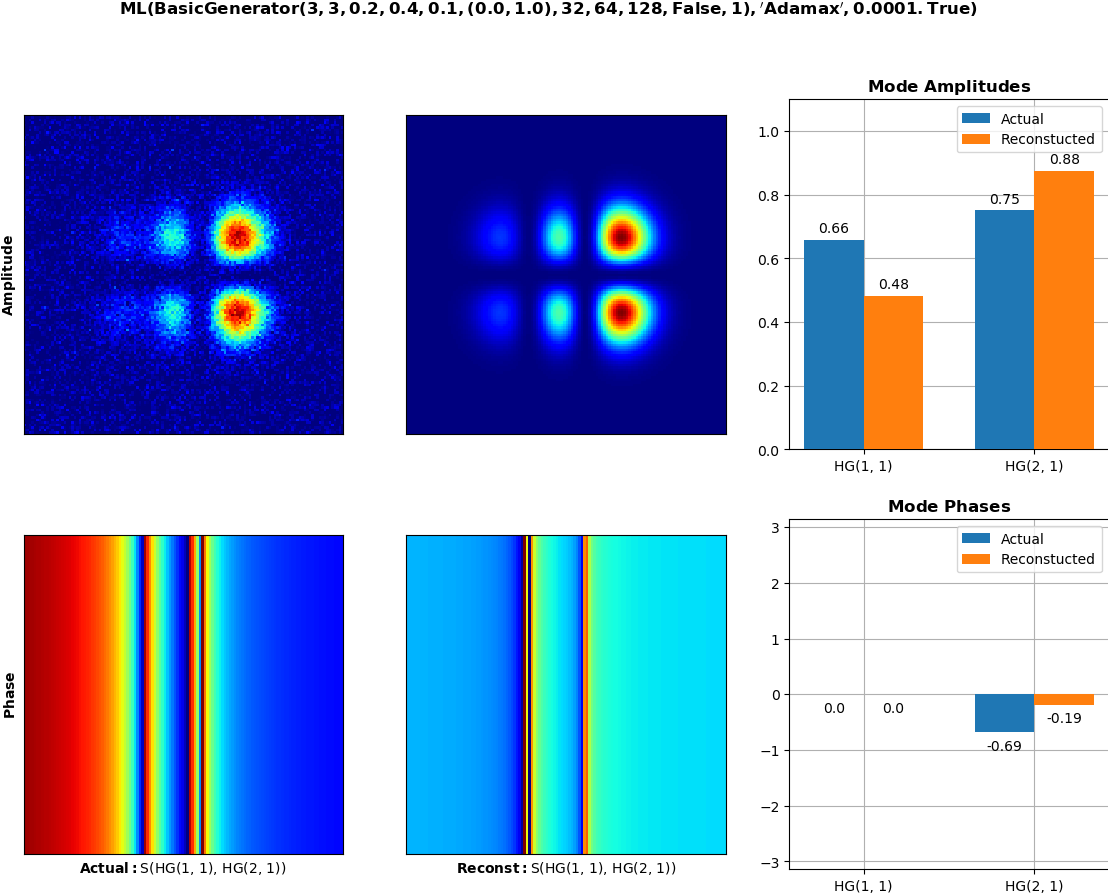 ML(BasicGenerator(3, 3, 0.2, 0.4, 0.1, (0.0, 1.0), 32, 64, 128, False, 1), ′Adamax′, 0.0001. True)
Amplitude
Mode Amplitudes
Actual
Reconstucted
1.0
0.8
0.6
0.4
0.2
0.0
0.66
0.48
0.75
0.88
HG(1, 1)
HG(2, 1)
Phase
Actual: S(HG(1, 1), HG(2, 1))
Reconst: S(HG(1, 1), HG(2, 1))
Mode Phases
Actual
Reconstucted
3
2
1
0
−1
−2
−3
0.0
0.0
-0.69
-0.19
HG(1, 1)
HG(2, 1)